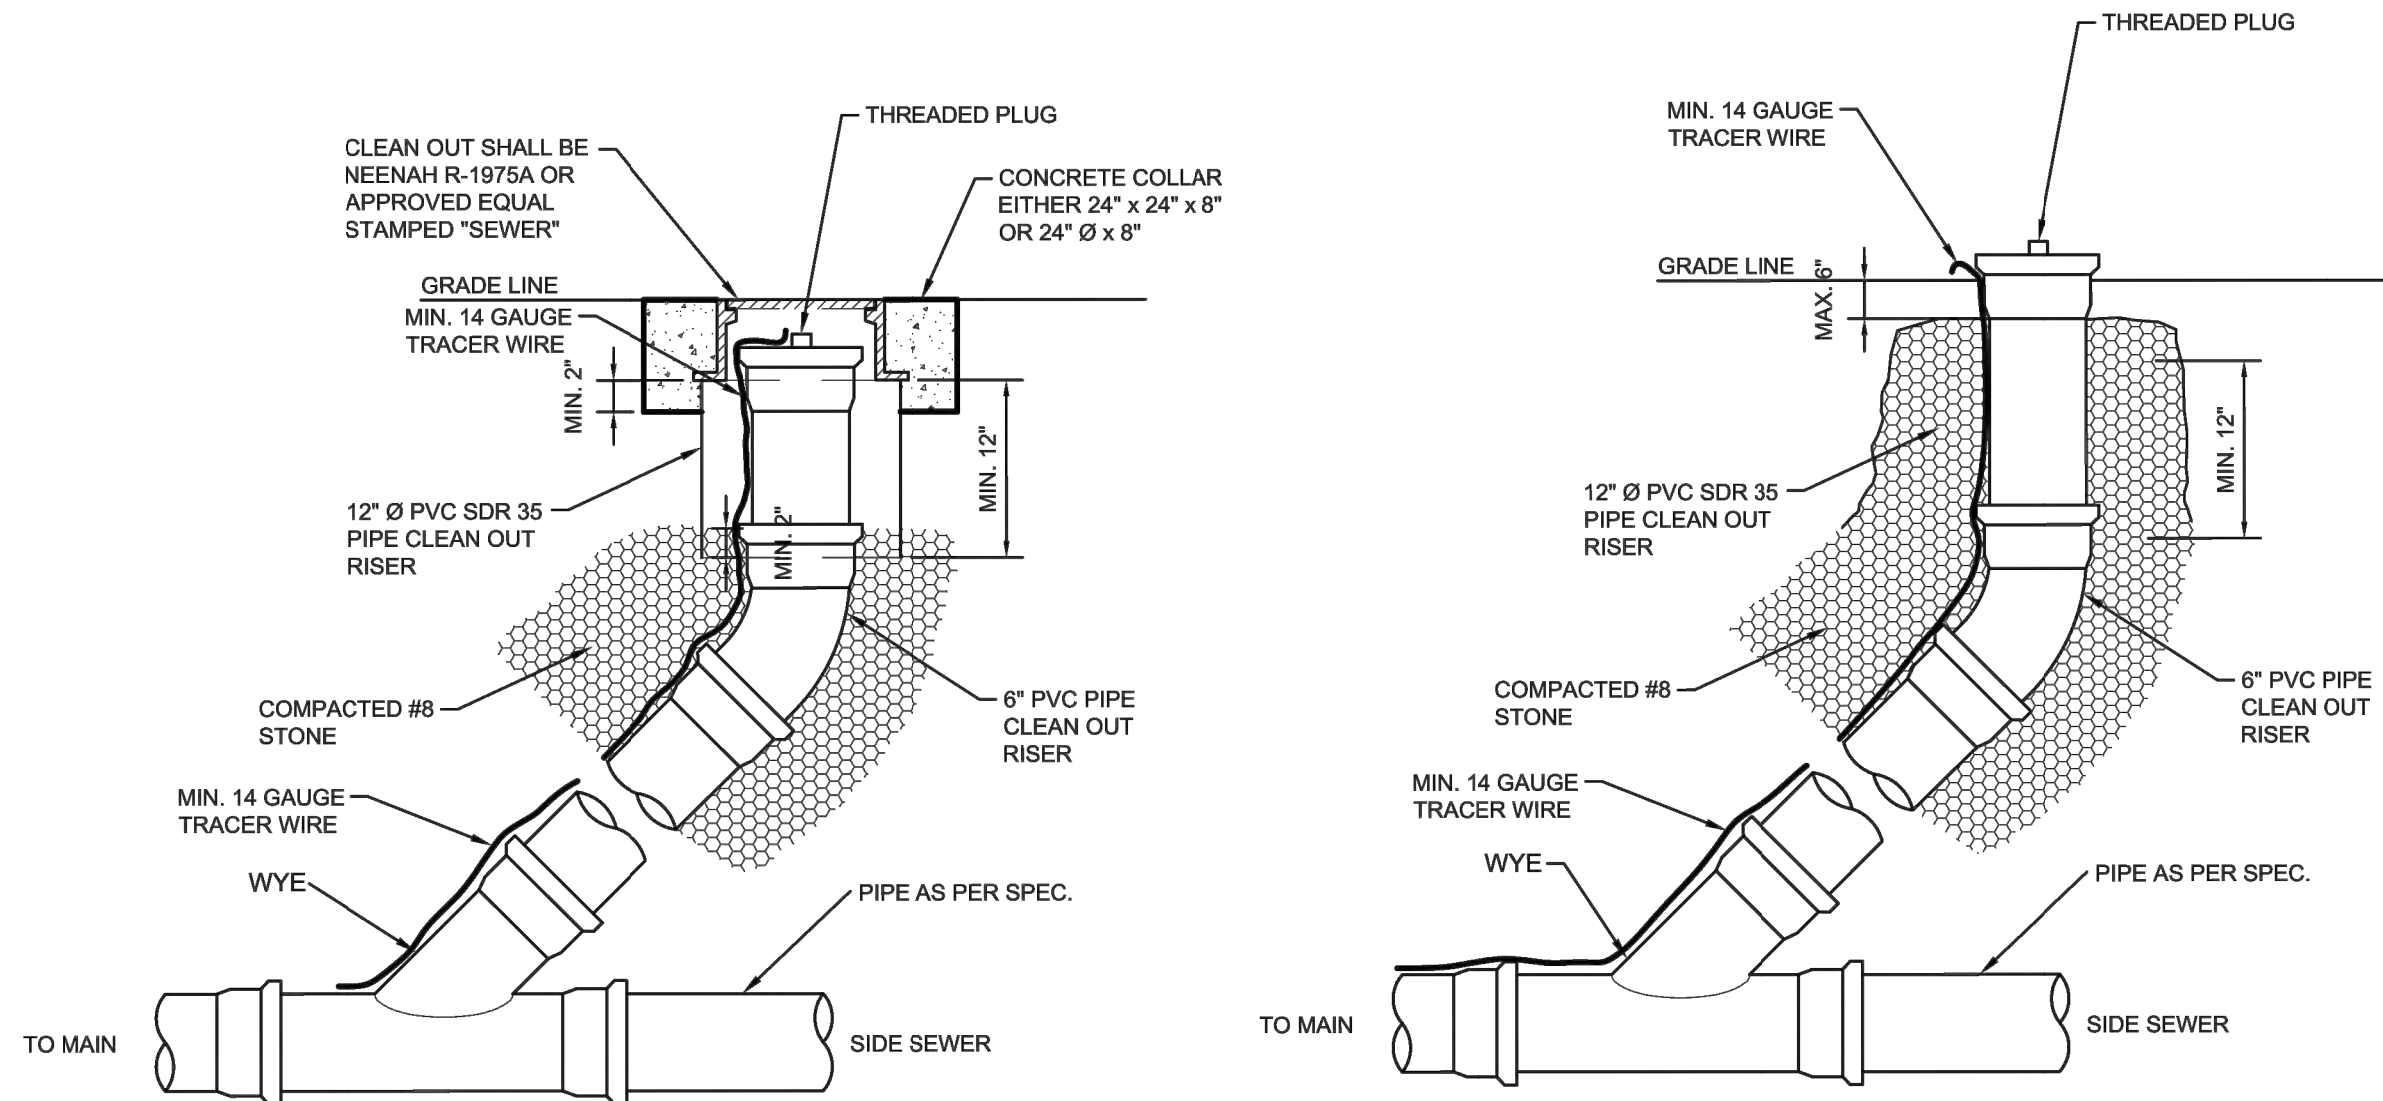 THREADED PLUG
CLEAN OUT SHALL BE
NEENAH R-1975A OR
APPROVED EQUAL
STAMPED "SEWER"
CONCRETE COLLAR
EITHER 24" x 24" x 8"
OR 24" Ø x 8"
GRADE LINE
MIN. 14 GAUGE
TRACER WIRE
MIN. 2"
MIN. 12"
12" Ø PVC SDR 35
PIPE CLEAN OUT
RISER
MIN. 2"
COMPACTED #8
STONE
6" PVC PIPE
CLEAN OUT
RISER
MIN. 14 GAUGE
TRACER WIRE
WYE
PIPE AS PER SPEC.
TO MAIN
SIDE SEWER
THREADED PLUG
MIN. 14 GAUGE
TRACER WIRE
GRADE LINE
MAX. 6"
MIN. 12"
12" Ø PVC SDR 35
PIPE CLEAN OUT
RISER
COMPACTED #8
STONE
6" PVC PIPE
CLEAN OUT
RISER
MIN. 14 GAUGE
TRACER WIRE
WYE
PIPE AS PER SPEC.
TO MAIN
SIDE SEWER